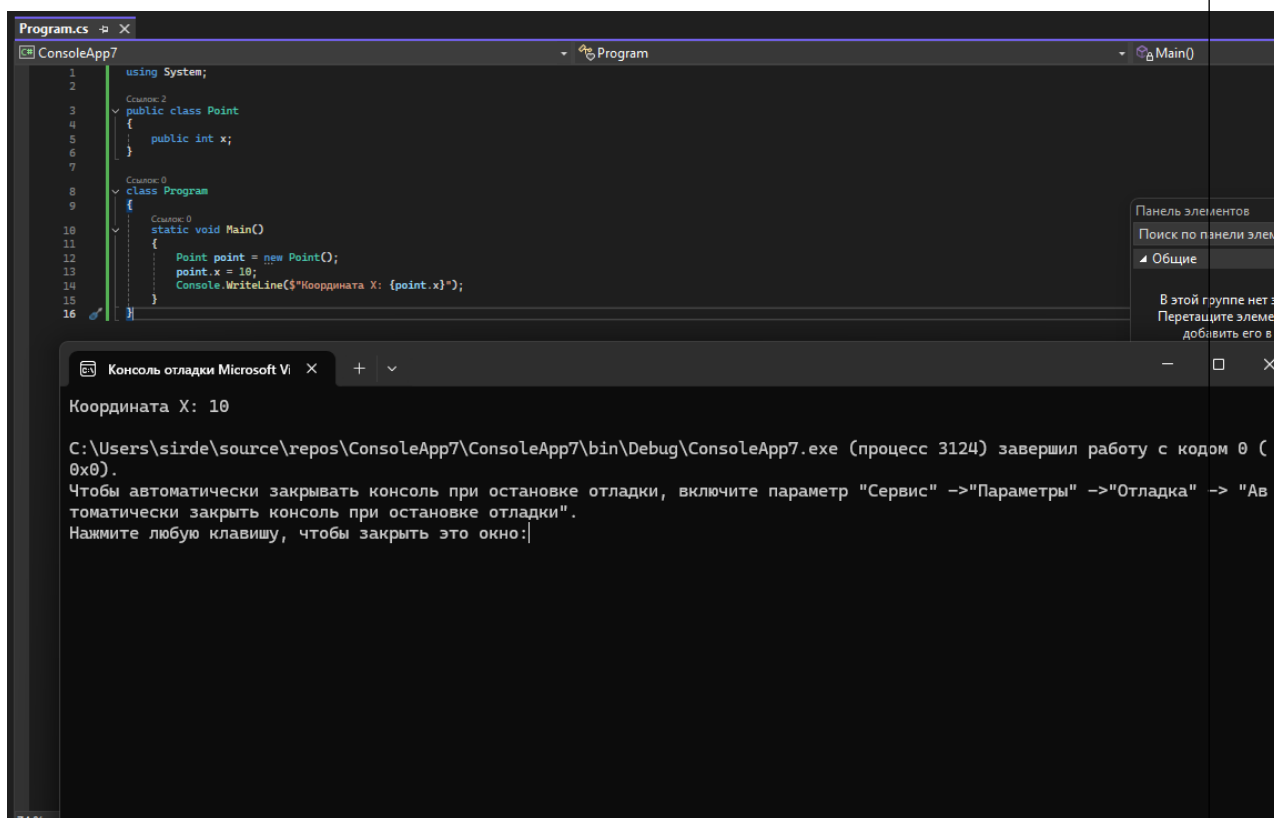 Program.cs
C# ConsoleApp7 Program Main()
1 using System;
2
Ссылок: 2
3 public class Point
4 {
5 public int x;
6 }
7
Ссылок: 0
8 class Program
9 {
Ссылок: 0
10 static void Main()
11 {
12 Point point = new Point();
13 point.x = 10;
14 Console.WriteLine($"Координата X: {point.x}");
15 }
16 }
Панель элементов
Поиск по панели элем
Общие
В этой группе нет э
Перетащите элеме
добавить его в
Консоль отладки Microsoft Vi
Координата X: 10
C:\Users\sirde\source\repos\ConsoleApp7\ConsoleApp7\bin\Debug\ConsoleApp7.exe (процесс 3124) завершил работу с кодом 0 (
0x0).
Чтобы автоматически закрывать консоль при остановке отладки, включите параметр "Сервис" ->"Параметры" ->"Отладка" -> "Ав
томатически закрыть консоль при остановке отладки".
Нажмите любую клавишу, чтобы закрыть это окно: